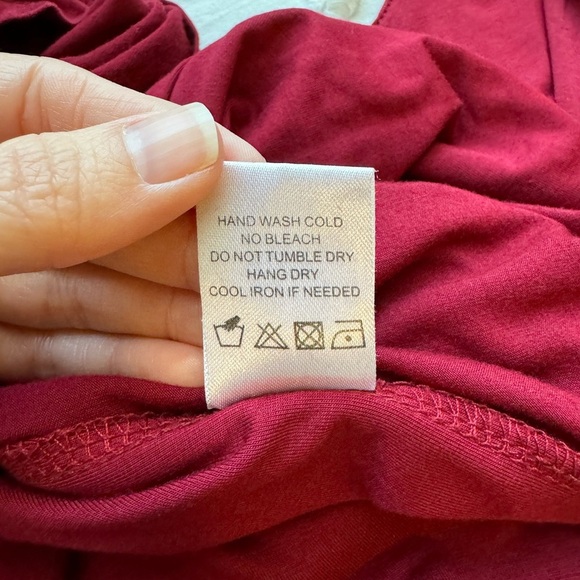 HAND WASH COLD
NO BLEACH
DO NOT TUMBLE DRY
HANG DRY
COOL IRON IF NEEDED